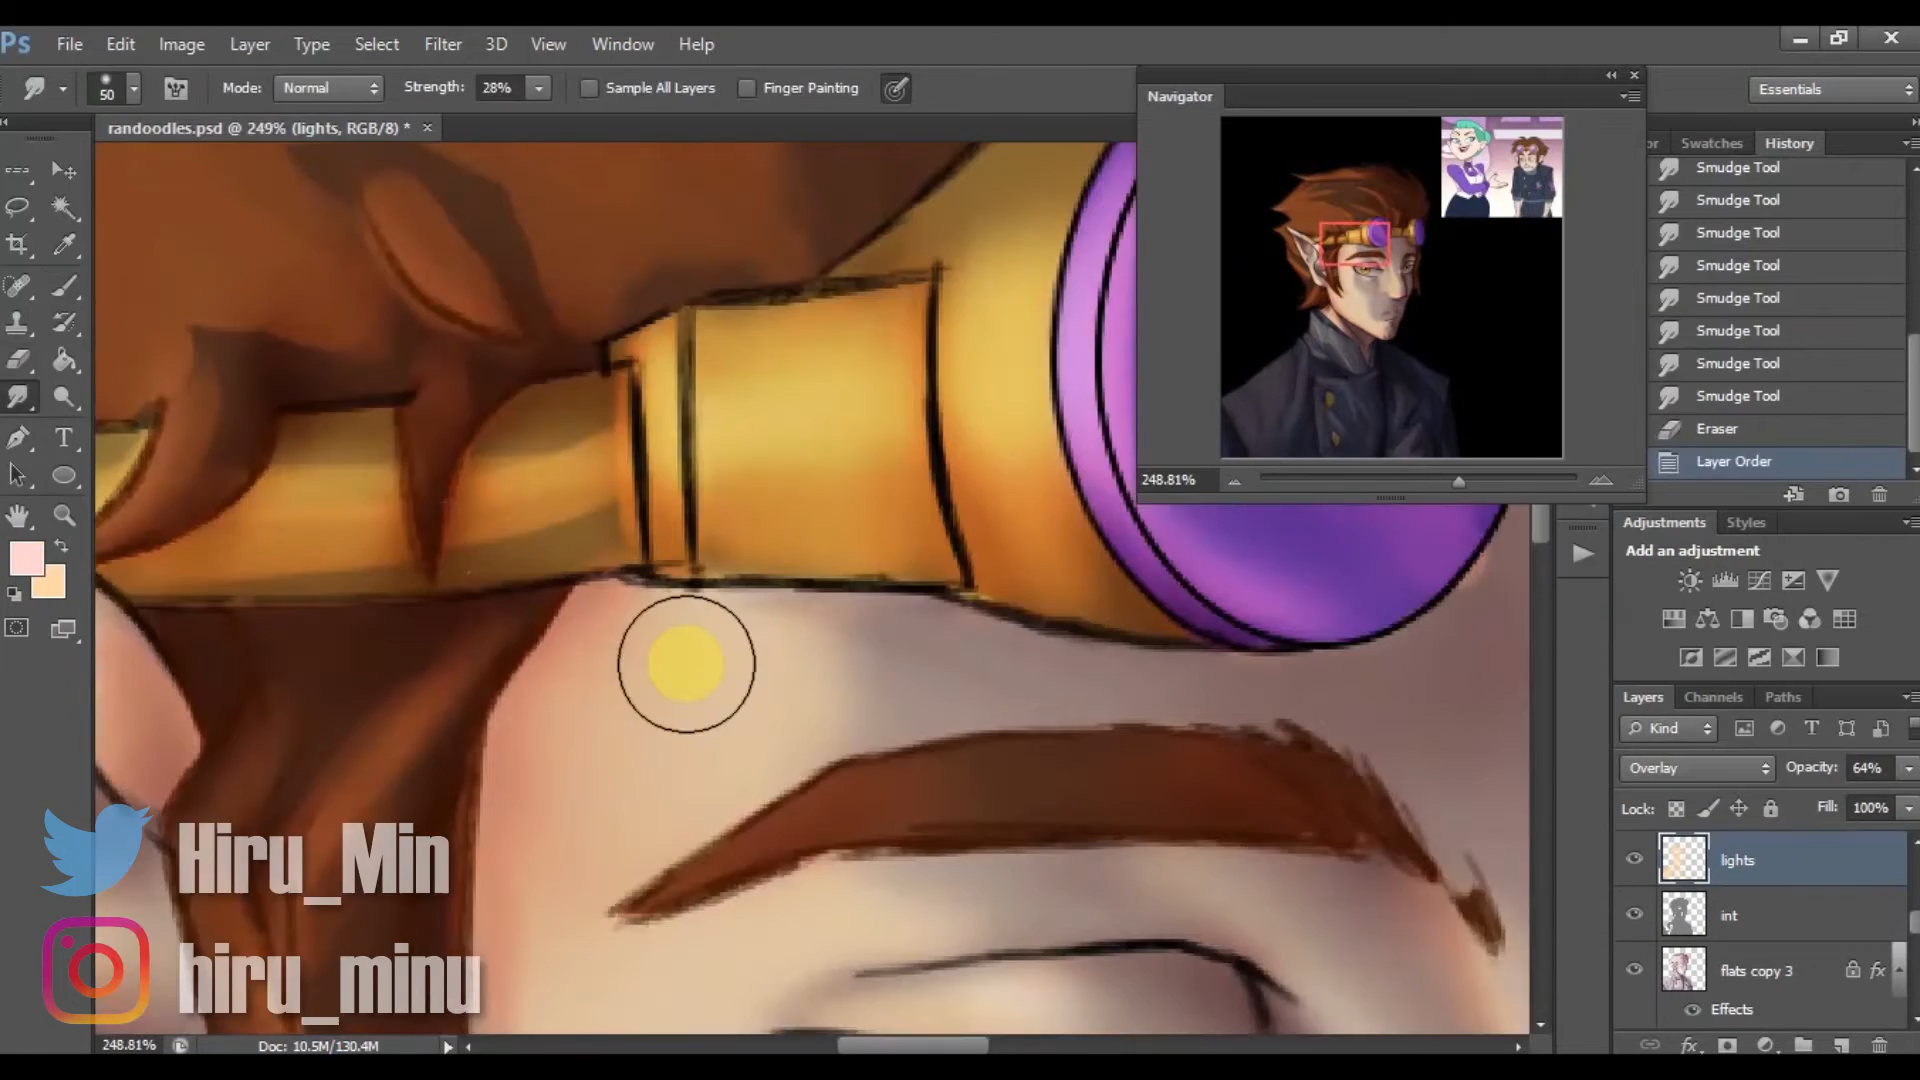 Ps File Edit Image Layer Type Select Filter 3D View Window Help
50 Mode: Normal Strength: 28% Sample All Layers Finger Painting
Essentials
Navigator
randoodles.psd @ 249% (lights, RGB/8) *
Swatches History
Smudge Tool
Smudge Tool
Smudge Tool
Smudge Tool
Smudge Tool
Smudge Tool
Smudge Tool
Smudge Tool
Eraser
Layer Order
248.81%
Adjustments Styles
Add an adjustment
Layers Channels Paths
Kind
Overlay Opacity: 64%
Lock: Fill: 100%
lights
int
flats copy 3 fx
Effects
Hiru_Min
hiru_minu
248.81% Doc: 10.5M/130.4M